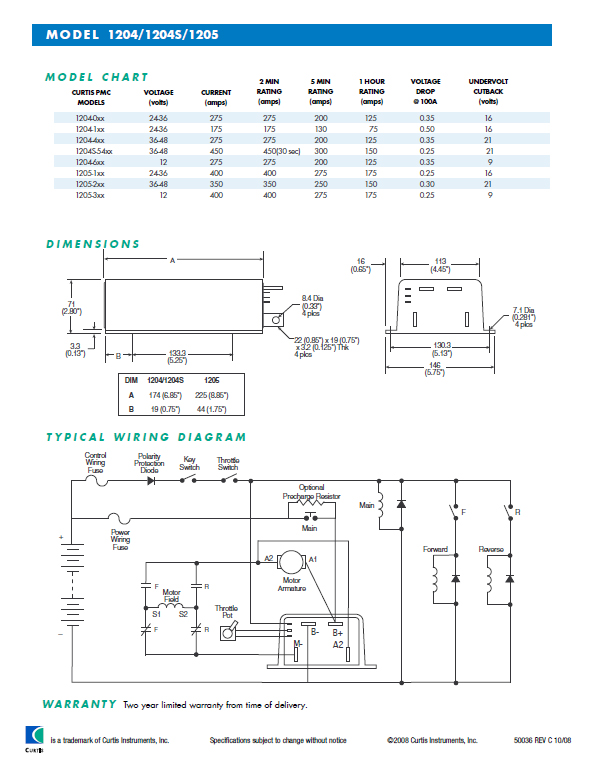 MODEL 1204/1204S/1205
MODEL CHART
CURTIS PMC MODELS VOLTAGE (volts) CURRENT (amps) 2 MIN RATING (amps) 5 MIN RATING (amps) 1 HOUR RATING (amps) VOLTAGE DROP @ 100A UNDERVOLT CUTBACK (volts)
1204-0xx 24-36 275 275 200 125 0.35 16
1204-1xx 24-36 175 175 130 75 0.50 16
1204-4xx 36-48 275 275 200 125 0.35 21
1204S-54xx 36-48 450 450(30 sec) 300 150 0.25 21
1204-6xx 12 275 275 200 125 0.35 9
1205-1xx 24-36 400 400 275 175 0.25 16
1205-2xx 36-48 350 350 250 150 0.30 21
1205-3xx 12 400 400 275 175 0.25 9
DIMENSIONS
A
71
(2.80")
3.3
(0.13")
B
133.3
(5.25")
8.4 Dia
(0.33")
4 plcs
22 (0.85") x 19 (0.75")
x 3.2 (0.125") Thk
4 plcs
16
(0.65")
113
(4.45")
7.1 Dia
(0.281")
4 plcs
130.3
(5.13")
146
(5.75")
DIM 1204/1204S 1205
A 174 (6.85") 225 (8.85")
B 19 (0.75") 44 (1.75")
TYPICAL WIRING DIAGRAM
Control
Wiring
Fuse
Polarity
Protection
Diode
Key
Switch
Throttle
Switch
Optional
Precharge Resistor
Main
Main
F
R
Power
Wiring
Fuse
+
–
A2
A1
Motor
Armature
Forward
Reverse
F
R
Motor
Field
S1
S2
F
R
Throttle
Pot
B-
B+
M-
A2
WARRANTY Two year limited warranty from time of delivery.
CURTIS
is a trademark of Curtis Instruments, Inc. Specifications subject to change without notice ©2008 Curtis Instruments, Inc. 50036 REV C 10/08